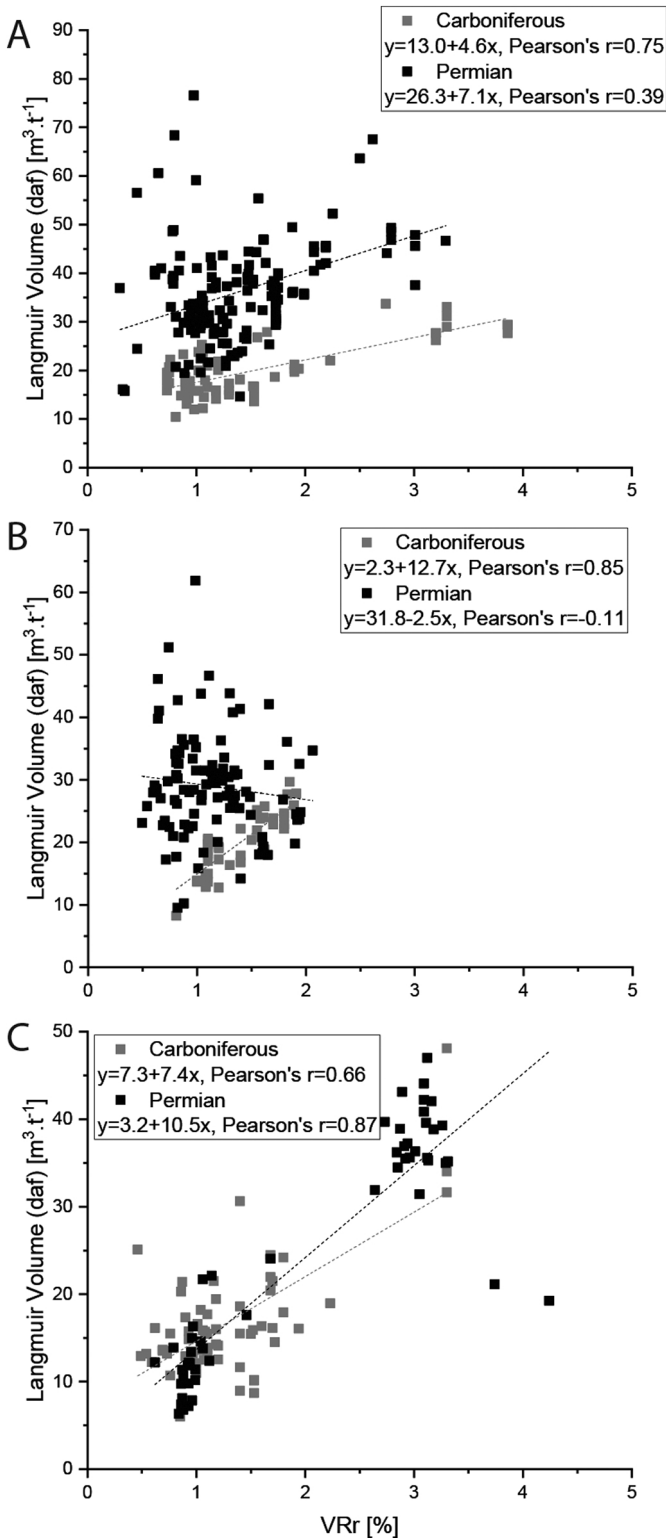 A
Carboniferous
y=13.0+4.6x, Pearson's r=0.75
Permian
y=26.3+7.1x, Pearson's r=0.39
Langmuir Volume (daf) [m³.t⁻¹]
90
80
70
60
50
40
30
20
10
0
0 1 2 3 4 5
B
Carboniferous
y=2.3+12.7x, Pearson's r=0.85
Permian
y=31.8-2.5x, Pearson's r=-0.11
Langmuir Volume (daf) [m³.t⁻¹]
70
60
50
40
30
20
10
0
0 1 2 3 4 5
C
Carboniferous
y=7.3+7.4x, Pearson's r=0.66
Permian
y=3.2+10.5x, Pearson's r=0.87
Langmuir Volume (daf) [m³.t⁻¹]
50
40
30
20
10
0
0 1 2 3 4 5
VRr [%]